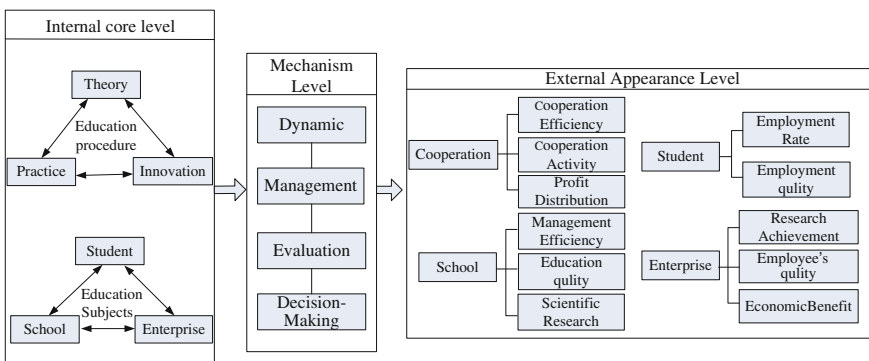 Internal core level
Theory
Education
procedure
Practice
Innovation
Student
Education
Subjects
School
Enterprise
Mechanism
Level
Dynamic
Management
Evaluation
Decision-
Making
External Appearance Level
Cooperation
Cooperation
Efficiency
Cooperation
Activity
Profit
Distribution
School
Management
Efficiency
Education
qulity
Scientific
Research
Student
Employment
Rate
Employment
qulity
Enterprise
Research
Achievement
Employee's
qulity
EconomicBenefit